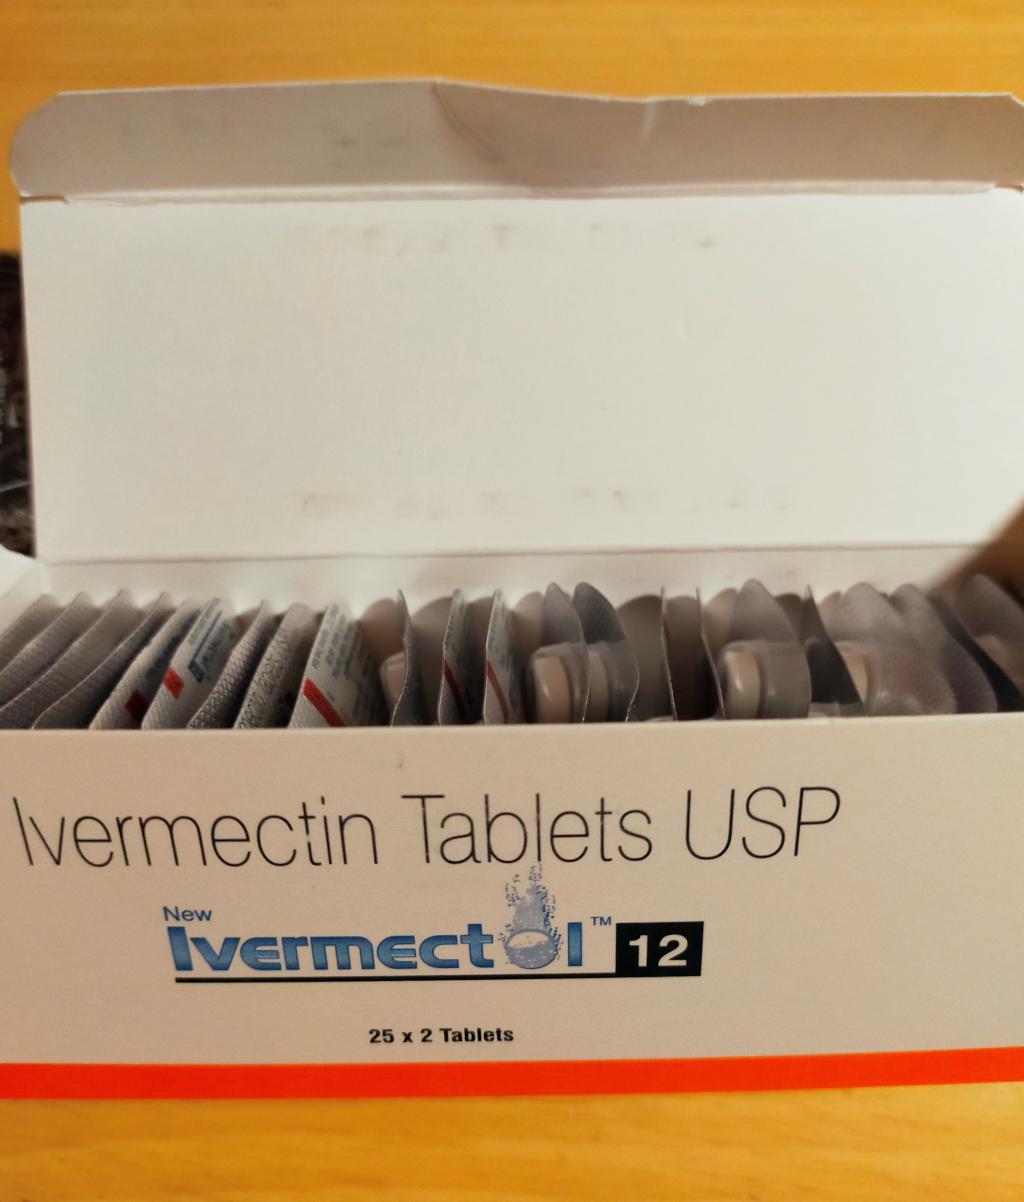 Ivermectin Tablets USP
New
Ivermectol™ 12
25 x 2 Tablets